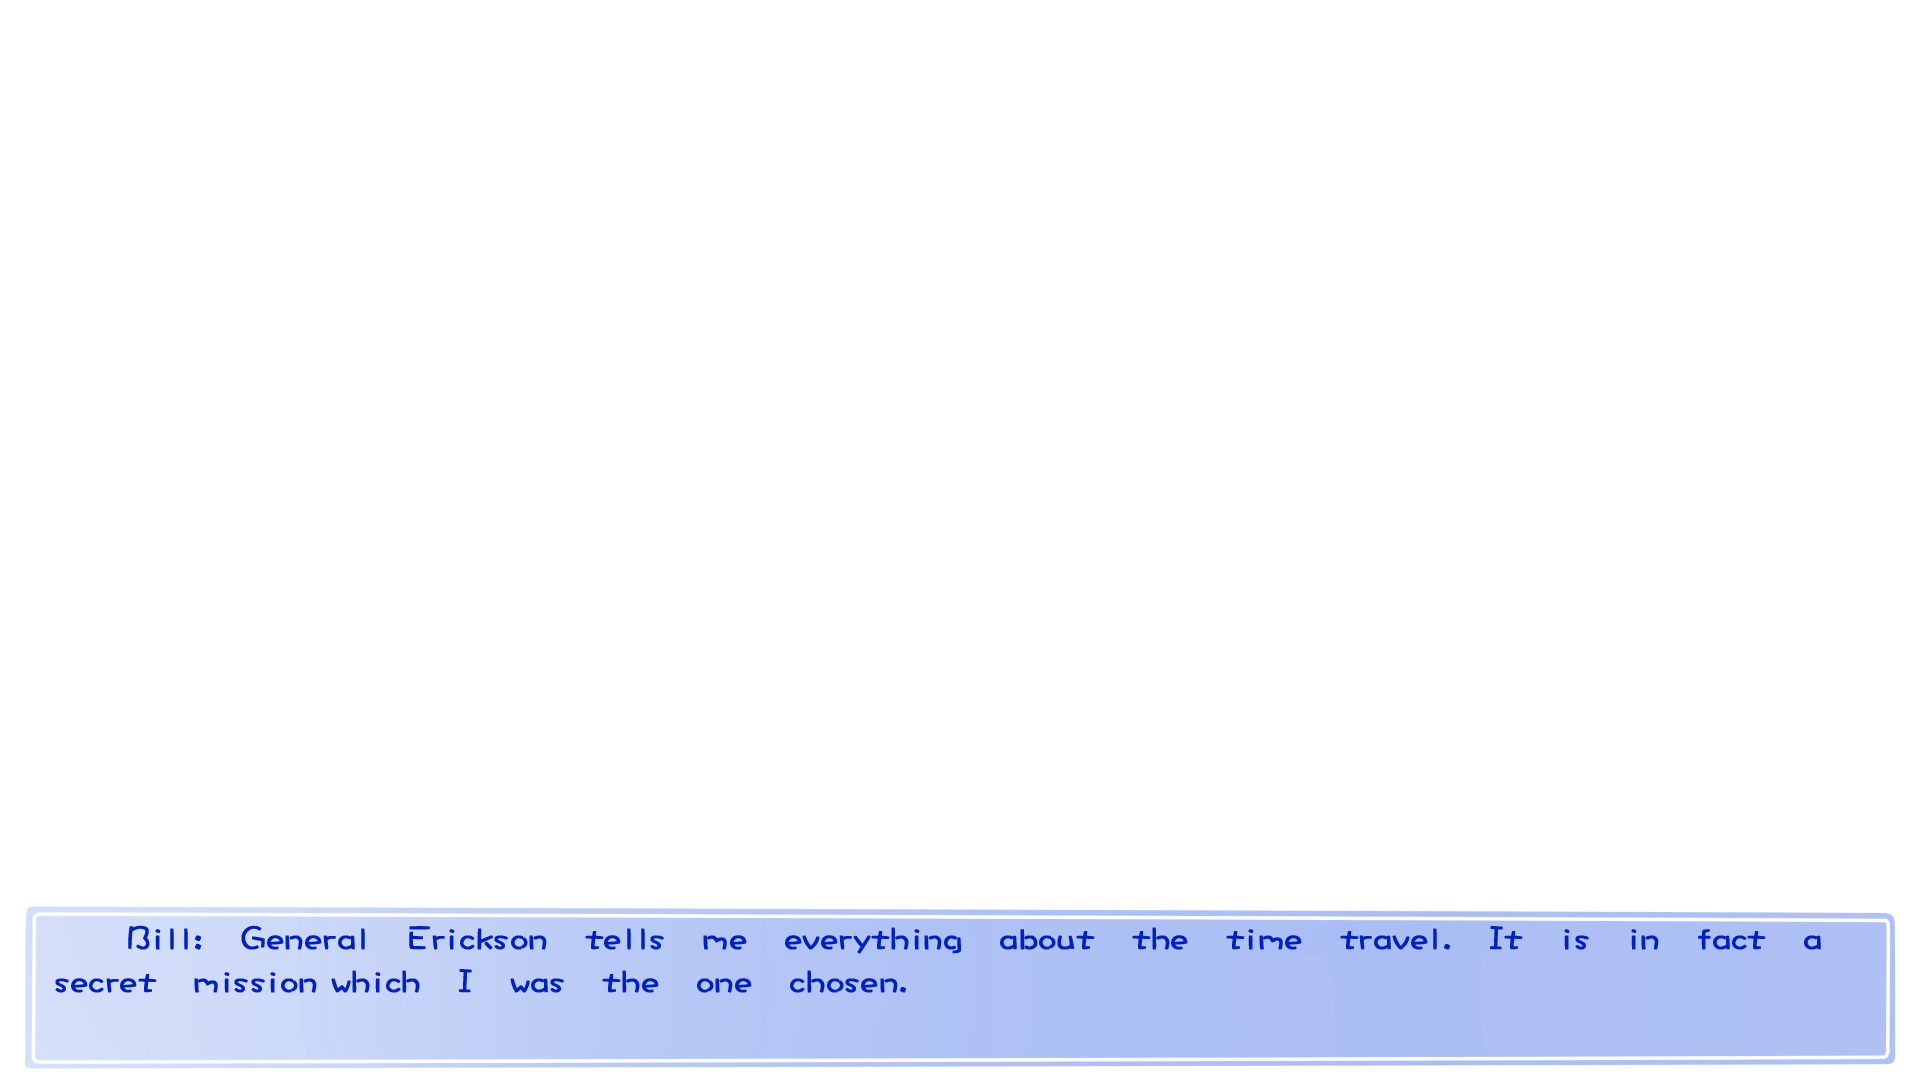 Bill: General Erickson tells me everything about the time travel. It is in fact a
secret mission which I was the one chosen.